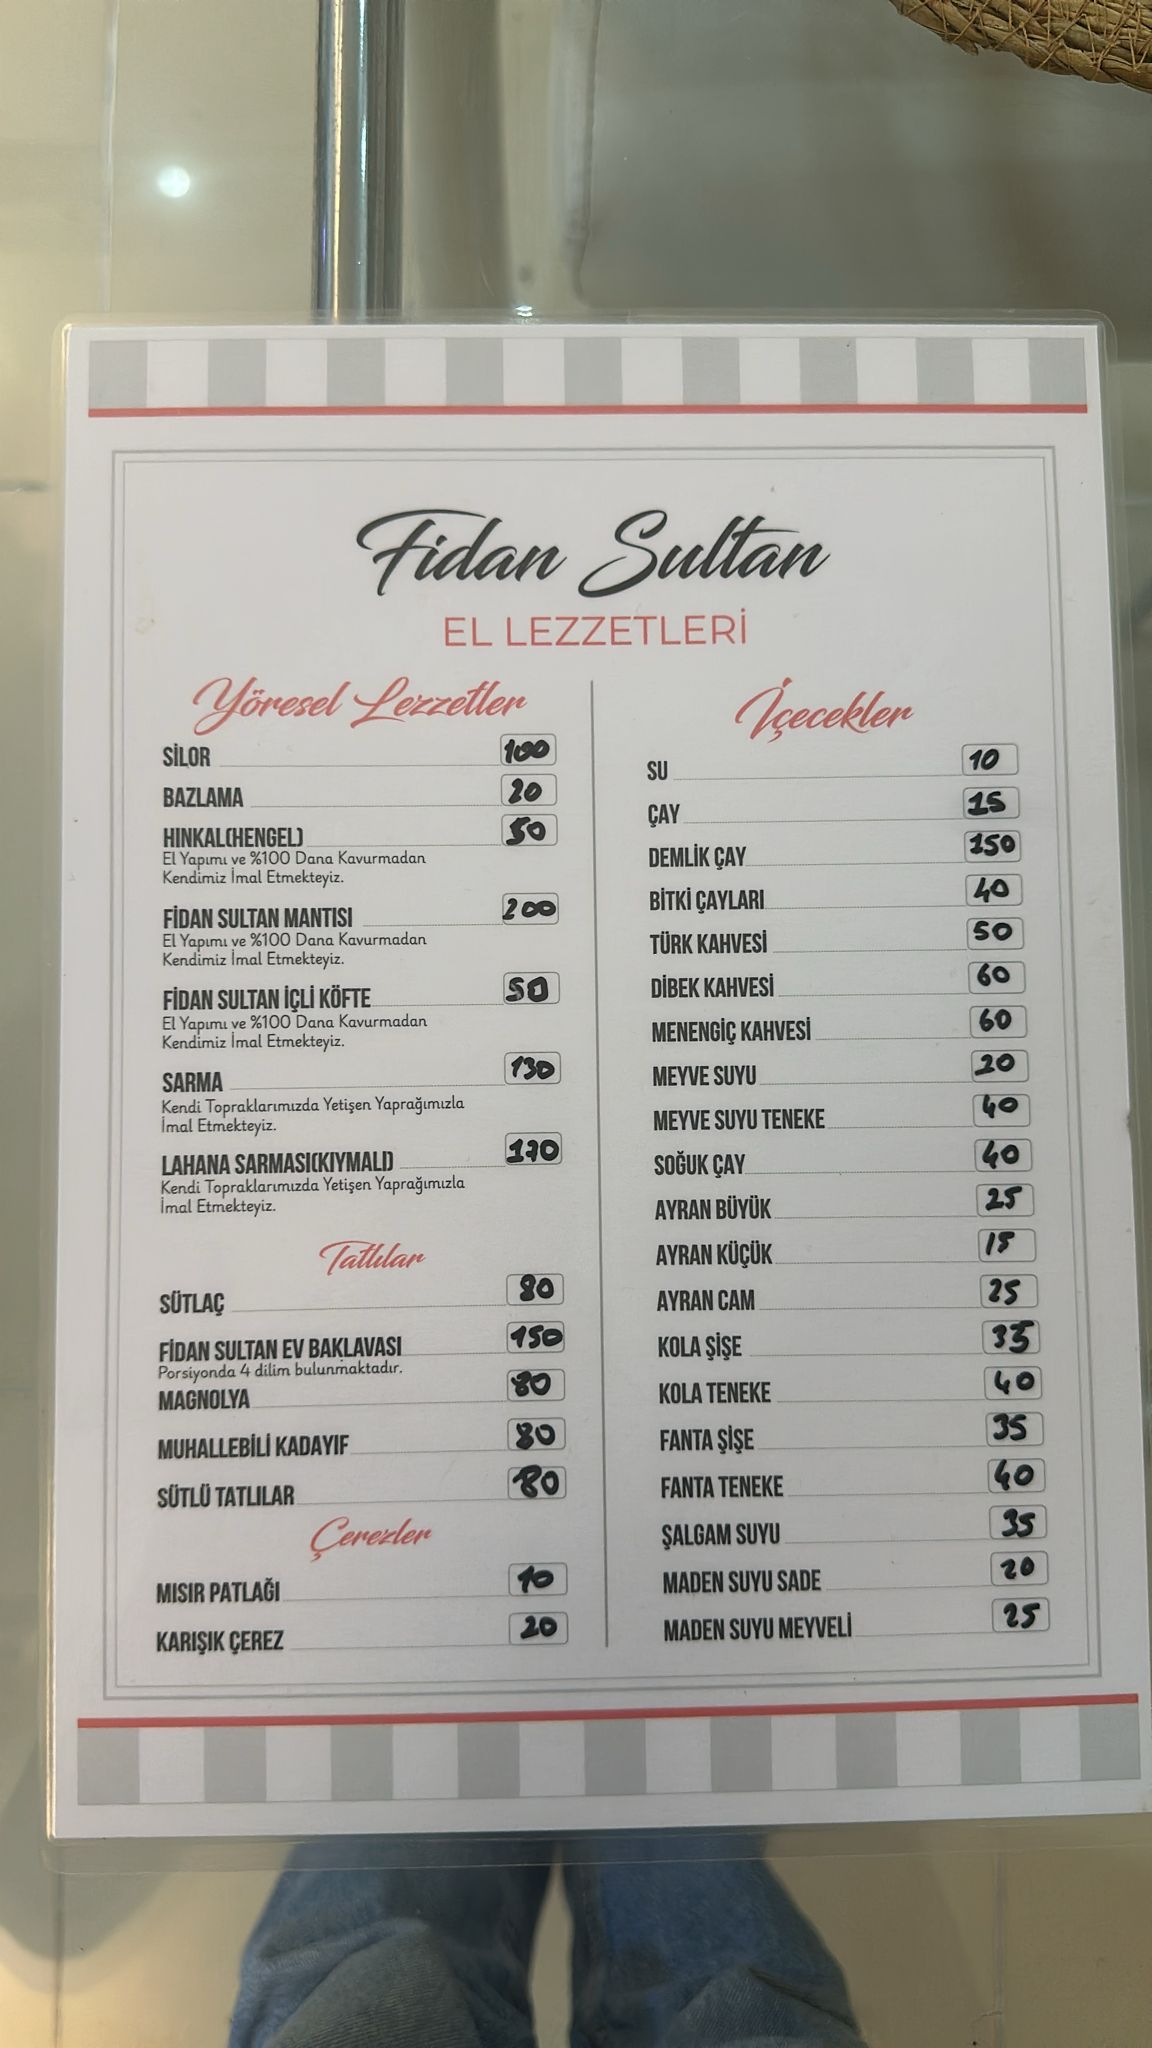 Fidan Sultan
EL LEZZETLERİ
Yöresel Lezzetler
SİLOR 100
BAZLAMA 20
HINKAL(HENGEL) 50
El Yapımı ve %100 Dana Kavurmadan
Kendimiz İmal Etmekteyiz.
FİDAN SULTAN MANTISI 200
El Yapımı ve %100 Dana Kavurmadan
Kendimiz İmal Etmekteyiz.
FİDAN SULTAN İÇLİ KÖFTE 50
El Yapımı ve %100 Dana Kavurmadan
Kendimiz İmal Etmekteyiz.
SARMA 130
Kendi Topraklarımızda Yetişen Yaprağımızla
İmal Etmekteyiz.
LAHANA SARMASI(KIYMALI) 170
Kendi Topraklarımızda Yetişen Yaprağımızla
İmal Etmekteyiz.
Tatlılar
SÜTLAÇ 80
FİDAN SULTAN EV BAKLAVASI 150
Porsiyonda 4 dilim bulunmaktadır.
MAGNOLYA 80
MUHALLEBİLİ KADAYIF 80
SÜTLÜ TATLILAR 80
Çerezler
MISIR PATLAĞI 10
KARIŞIK ÇEREZ 20
İçecekler
SU 10
ÇAY 15
DEMLİK ÇAY 150
BİTKİ ÇAYLARI 40
TÜRK KAHVESİ 50
DİBEK KAHVESİ 60
MENENGİÇ KAHVESİ 60
MEYVE SUYU 20
MEYVE SUYU TENEKE 40
SOĞUK ÇAY 40
AYRAN BÜYÜK 25
AYRAN KÜÇÜK 15
AYRAN CAM 25
KOLA ŞİŞE 35
KOLA TENEKE 40
FANTA ŞİŞE 35
FANTA TENEKE 40
ŞALGAM SUYU 35
MADEN SUYU SADE 20
MADEN SUYU MEYVELİ 25